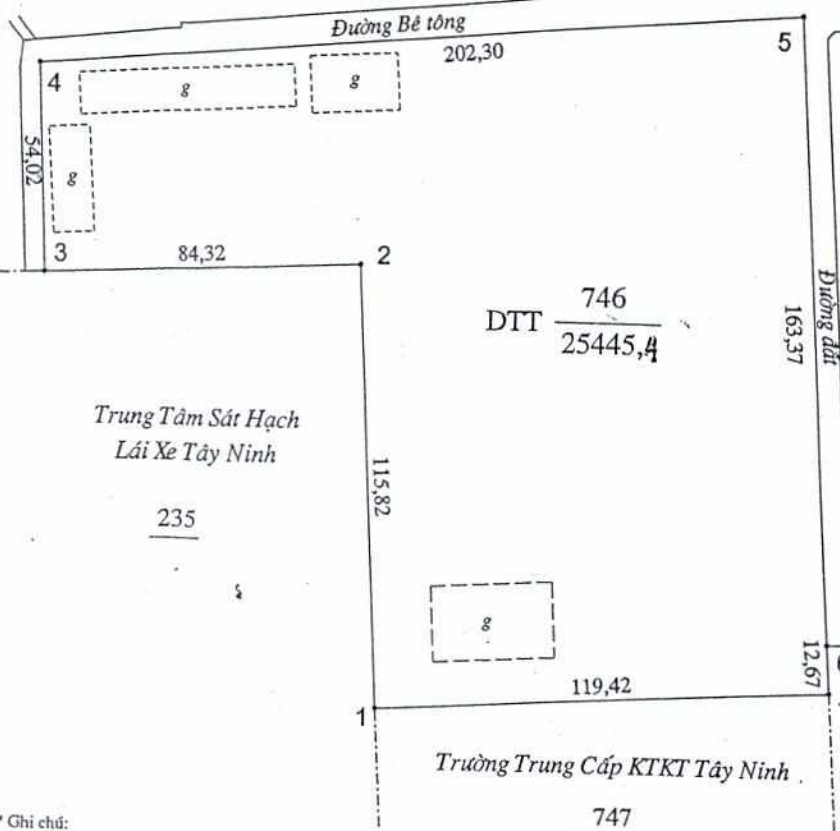 Đường Bê tông
202,30
5
4
g
g
54,02
g
3
84,32
2
DTT 746
25445,4
163,37
Đường đất
Trung Tâm Sát Hạch
Lái Xe Tây Ninh
235
115,82
g
12,67
119,42
1
Trường Trung Cấp KTKT Tây Ninh
747
* Ghi chú: